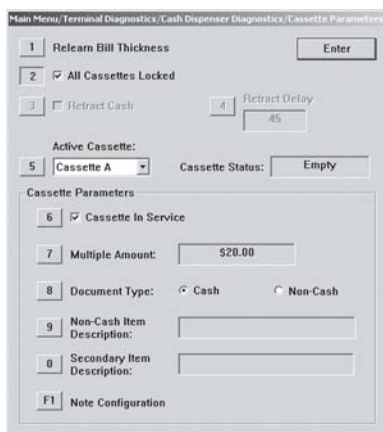 Main Menu/Terminal Diagnostics/Cash Dispenser Diagnostics/Cassette Parameters
1 Relearn Bill Thickness Enter
2 All Cassettes Locked
3 Retract Cash 4 Retract Delay
45
Active Cassette:
5 Cassette A Cassette Status: Empty
Cassette Parameters
6 Cassette In Service
7 Multiple Amount: $20.00
8 Document Type: Cash Non-Cash
9 Non-Cash Item
Description:
0 Secondary Item
Description:
F1 Note Configuration